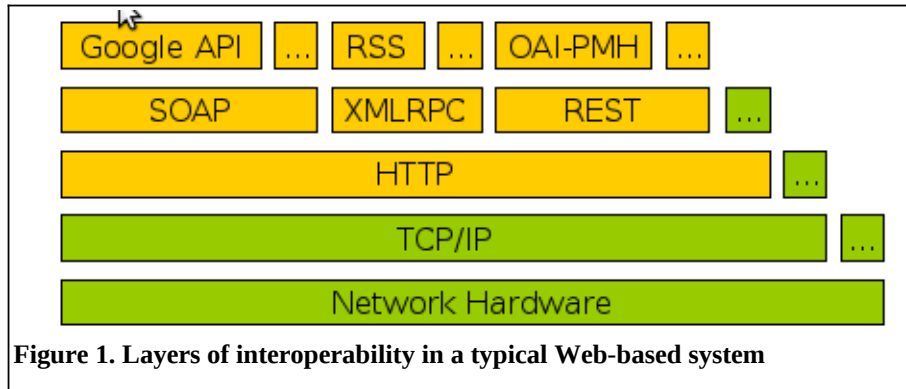 Google API ... RSS ... OAI-PMH ...
SOAP XMLRPC REST ...
HTTP ...
TCP/IP ...
Network Hardware
Figure 1. Layers of interoperability in a typical Web-based system